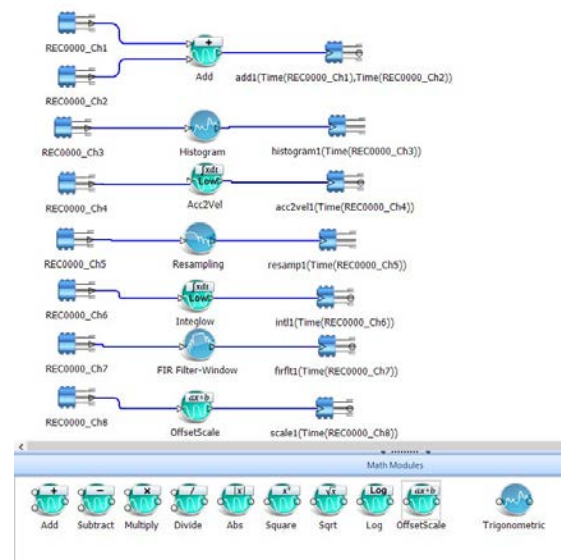 REC0000_Ch1
+
Add
add1(Time(REC0000_Ch1),Time(REC0000_Ch2))
REC0000_Ch2
REC0000_Ch3
Histogram
histogram1(Time(REC0000_Ch3))
∫xdt
Low
REC0000_Ch4
Acc2Vel
acc2vel1(Time(REC0000_Ch4))
REC0000_Ch5
Resampling
resamp1(Time(REC0000_Ch5))
∫xdt
Low
REC0000_Ch6
Integlow
intl1(Time(REC0000_Ch6))
REC0000_Ch7
FIR Filter-Window
firflt1(Time(REC0000_Ch7))
ax+b
REC0000_Ch8
OffsetScale
scale1(Time(REC0000_Ch8))
Math Modules
+ − × / |x| x² √x Log ax+b
Add Subtract Multiply Divide Abs Square Sqrt Log OffsetScale Trigonometric